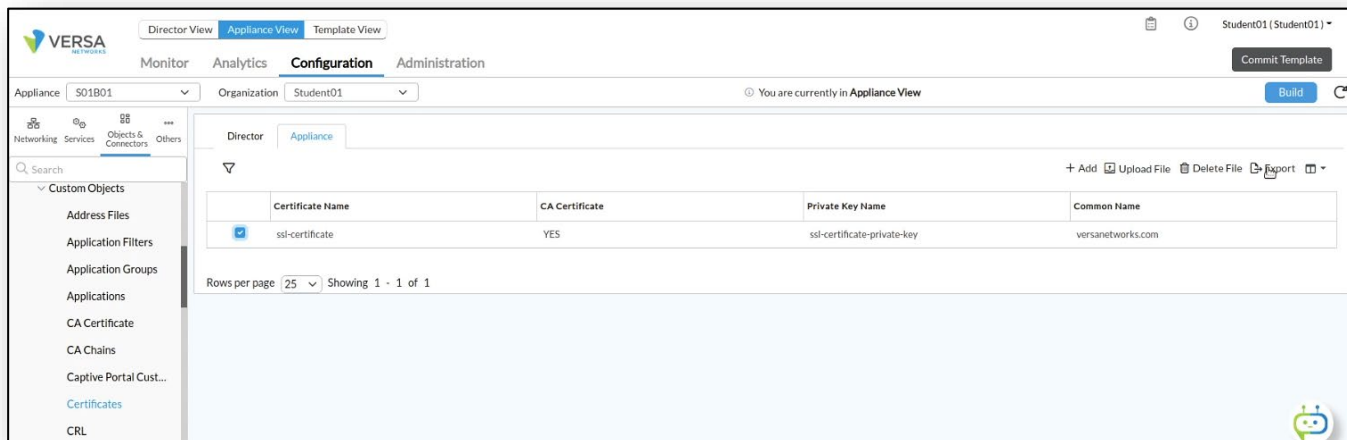 VERSA
NETWORKS
Director View Appliance View Template View
Student01 ( Student01 )
Monitor Analytics Configuration Administration
Commit Template
Appliance S01B01 Organization Student01 You are currently in Appliance View Build
Networking Services Objects & Connectors Others
Search
Director Appliance
+ Add Upload File Delete File Export
Custom Objects
Address Files
Application Filters
Application Groups
Applications
CA Certificate
CA Chains
Captive Portal Cust...
Certificates
CRL
Certificate Name CA Certificate Private Key Name Common Name
ssl-certificate YES ssl-certificate-private-key versanetworks.com
Rows per page 25 Showing 1 - 1 of 1